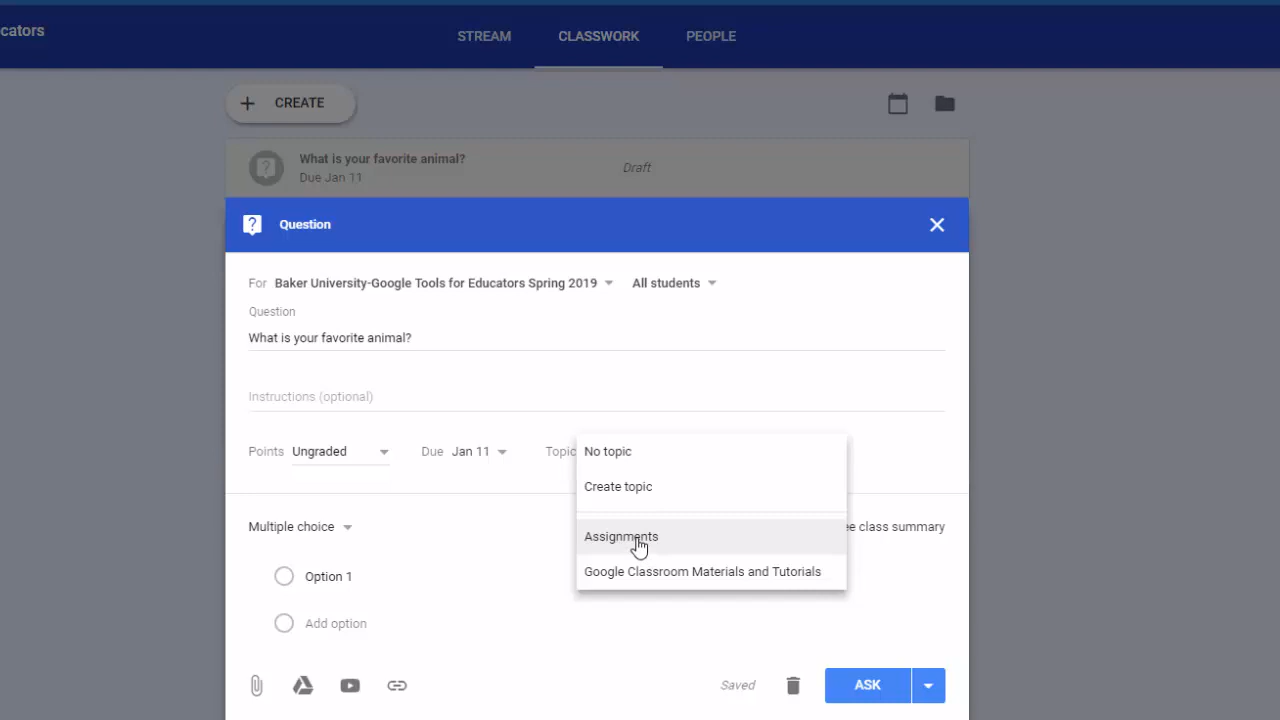 cators
STREAM
CLASSWORK
PEOPLE
CREATE
What is your favorite animal?
Due Jan 11
Draft
Question
For Baker University-Google Tools for Educators Spring 2019 All students
Question
What is your favorite animal?
Instructions (optional)
Points Ungraded Due Jan 11 Topic
No topic
Create topic
Assignments
Google Classroom Materials and Tutorials
Multiple choice
ee class summary
Option 1
Add option
Saved
ASK